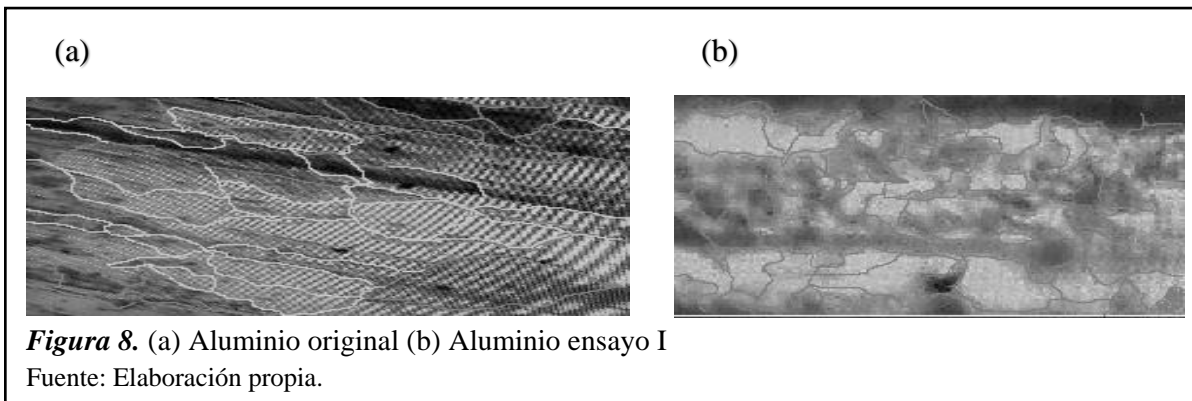 (a)
(b)
Figura 8. (a) Aluminio original (b) Aluminio ensayo I
Fuente: Elaboración propia.